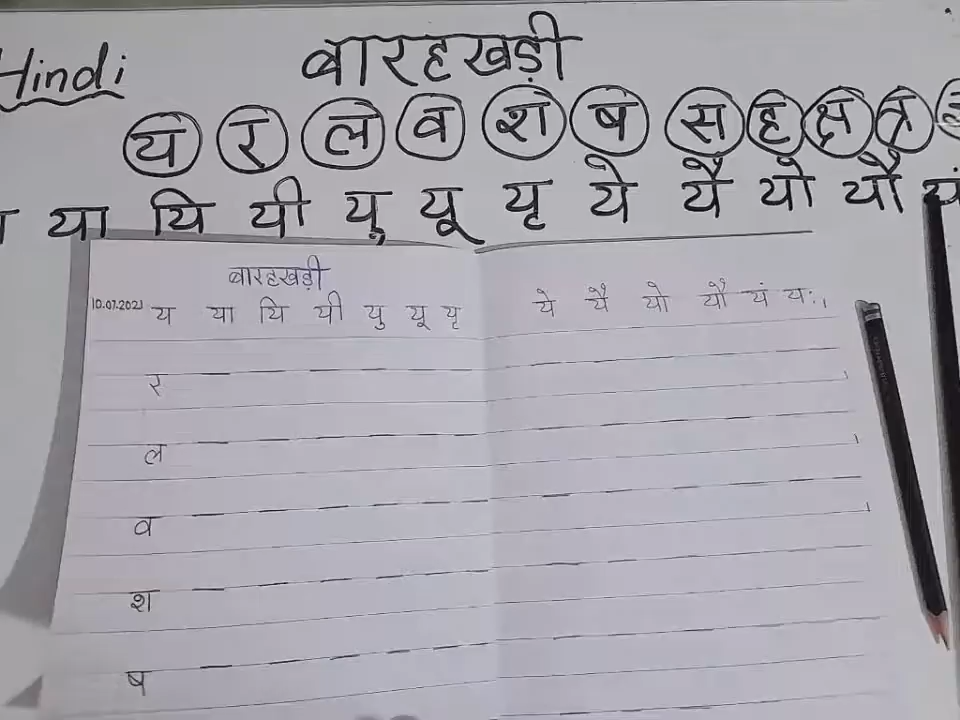 Hindi
बारहखड़ी
य र ल व श ष स ह क्ष त्र
या यि यी यु यू यृ ये यै यो यौ यं
बारहखड़ी
10.07.2021 य या यि यी यु यू यृ ये यै यो यौ यं यः,
र
ल
व
श
ष